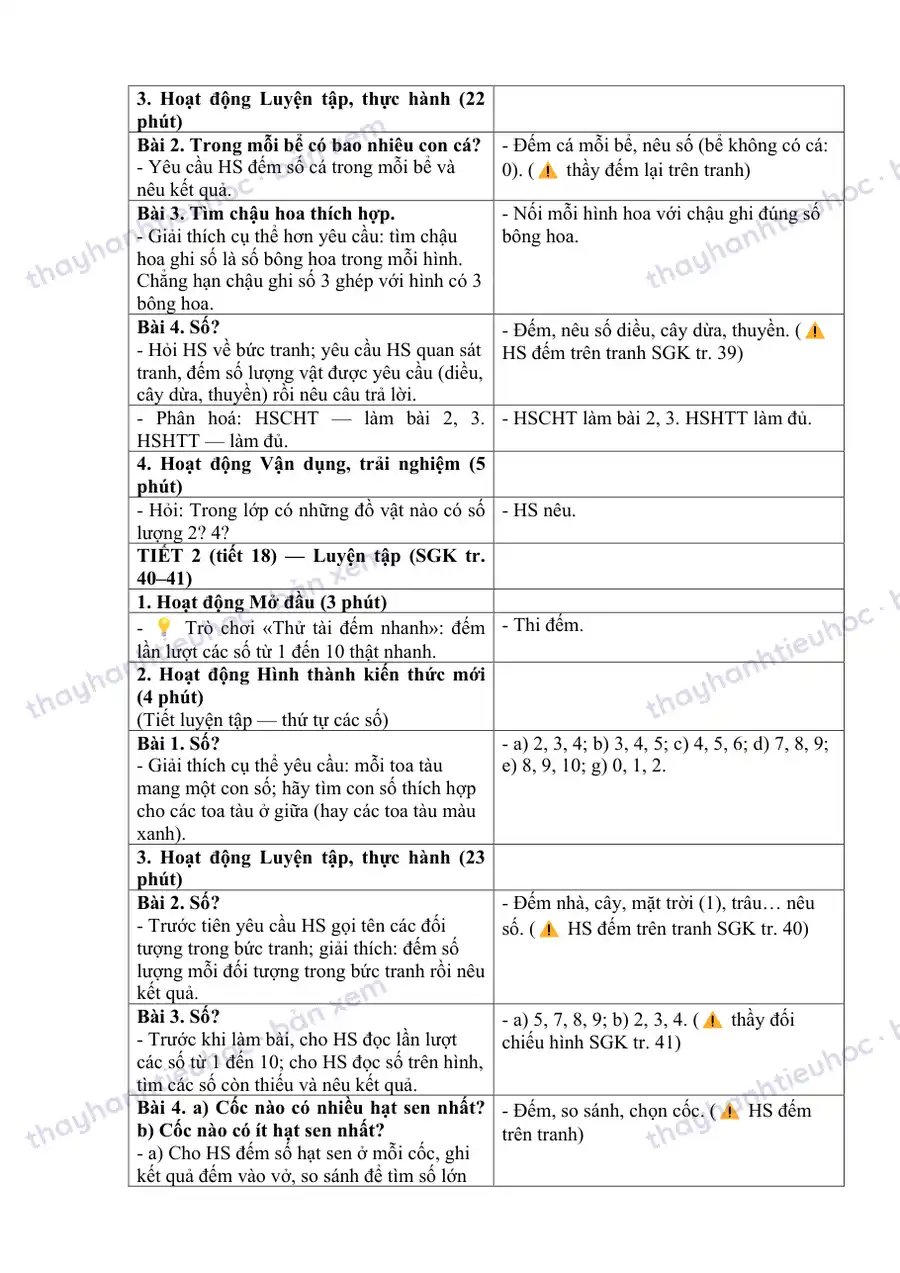 3. Hoạt động Luyện tập, thực hành (22
phút)
Bài 2. Trong mỗi bể có bao nhiêu con cá?
- Yêu cầu HS đếm số cá trong mỗi bể và
nêu kết quả.
- Đếm cá mỗi bể, nêu số (bể không có cá:
0). (⚠ thầy đếm lại trên tranh)
Bài 3. Tìm chậu hoa thích hợp.
- Giải thích cụ thể hơn yêu cầu: tìm chậu
hoa ghi số là số bông hoa trong mỗi hình.
Chẳng hạn chậu ghi số 3 ghép với hình có 3
bông hoa.
- Nối mỗi hình hoa với chậu ghi đúng số
bông hoa.
Bài 4. Số?
- Hỏi HS về bức tranh; yêu cầu HS quan sát
tranh, đếm số lượng vật được yêu cầu (diều,
cây dừa, thuyền) rồi nêu câu trả lời.
- Đếm, nêu số diều, cây dừa, thuyền. (⚠
HS đếm trên tranh SGK tr. 39)
- Phân hoá: HSCHT — làm bài 2, 3.
HSHTT — làm đủ.
- HSCHT làm bài 2, 3. HSHTT làm đủ.
4. Hoạt động Vận dụng, trải nghiệm (5
phút)
- Hỏi: Trong lớp có những đồ vật nào có số
lượng 2? 4?
- HS nêu.
TIẾT 2 (tiết 18) — Luyện tập (SGK tr.
40–41)
1. Hoạt động Mở đầu (3 phút)
- 💡 Trò chơi «Thử tài đếm nhanh»: đếm
lần lượt các số từ 1 đến 10 thật nhanh.
- Thi đếm.
2. Hoạt động Hình thành kiến thức mới
(4 phút)
(Tiết luyện tập — thứ tự các số)
Bài 1. Số?
- Giải thích cụ thể yêu cầu: mỗi toa tàu
mang một con số; hãy tìm con số thích hợp
cho các toa tàu ở giữa (hay các toa tàu màu
xanh).
- a) 2, 3, 4; b) 3, 4, 5; c) 4, 5, 6; d) 7, 8, 9;
e) 8, 9, 10; g) 0, 1, 2.
3. Hoạt động Luyện tập, thực hành (23
phút)
Bài 2. Số?
- Trước tiên yêu cầu HS gọi tên các đối
tượng trong bức tranh; giải thích: đếm số
lượng mỗi đối tượng trong bức tranh rồi nêu
kết quả.
- Đếm nhà, cây, mặt trời (1), trâu… nêu
số. (⚠ HS đếm trên tranh SGK tr. 40)
Bài 3. Số?
- Trước khi làm bài, cho HS đọc lần lượt
các số từ 1 đến 10; cho HS đọc số trên hình,
tìm các số còn thiếu và nêu kết quả.
- a) 5, 7, 8, 9; b) 2, 3, 4. (⚠ thầy đối
chiếu hình SGK tr. 41)
Bài 4. a) Cốc nào có nhiều hạt sen nhất?
b) Cốc nào có ít hạt sen nhất?
- a) Cho HS đếm số hạt sen ở mỗi cốc, ghi
kết quả đếm vào vở, so sánh để tìm số lớn
- Đếm, so sánh, chọn cốc. (⚠ HS đếm
trên tranh)
thayhanhtieuhoc · bản xem
thayhanhtieuhoc · b
thayhanhtieuhoc · bản xem
thayhanhtieuhoc · b
thayhanhtieuhoc · bản xem
thayhanhtieuhoc · b